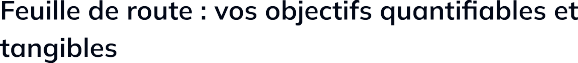 Feuille de route : vos objectifs quantifiables et
tangibles